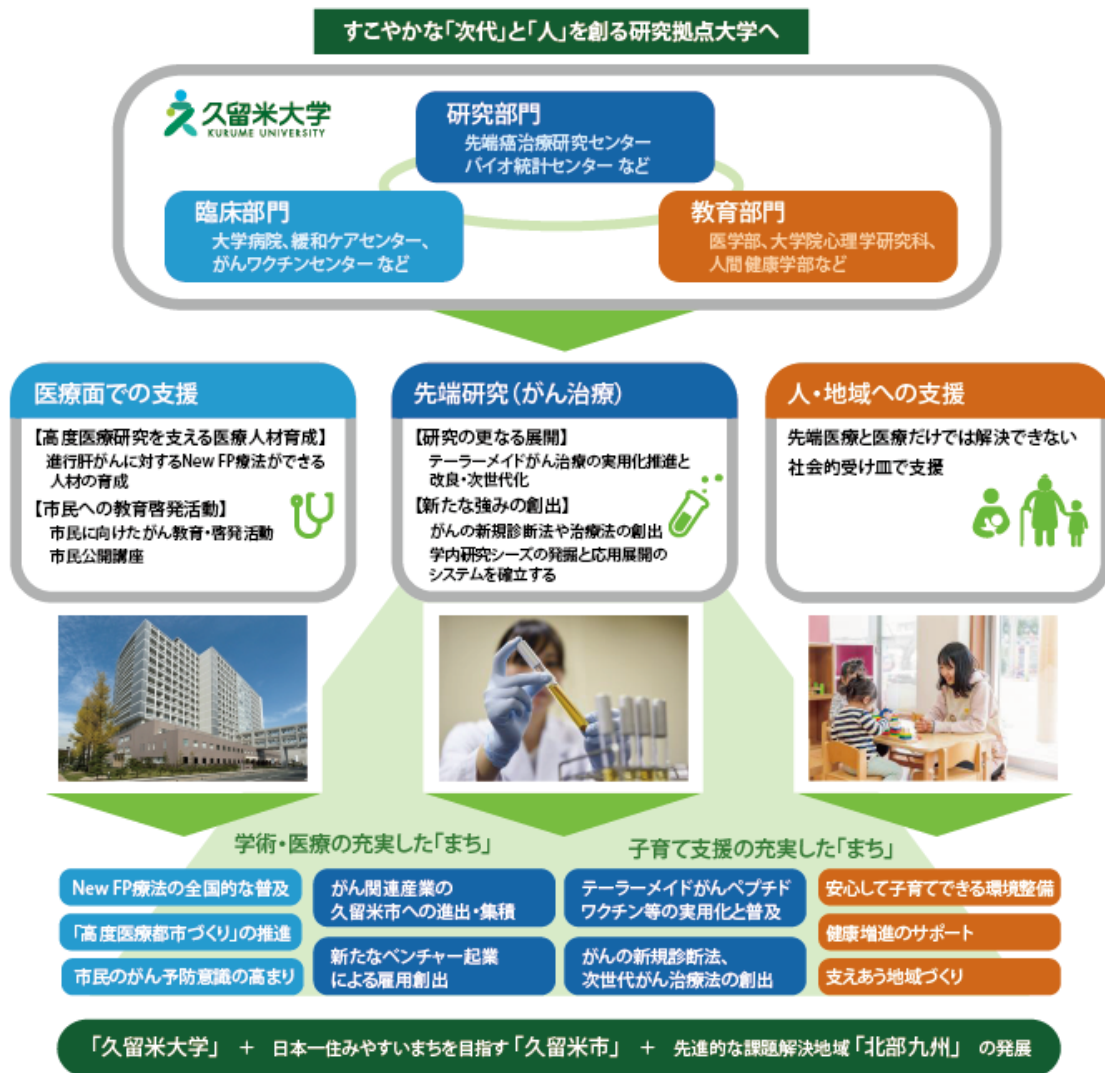 すこやかな「次代」と「人」を創る研究拠点大学へ
久留米大学
KURUME UNIVERSITY
研究部門
先端癌治療研究センター
バイオ統計センター など
臨床部門
大学病院、緩和ケアセンター、
がんワクチンセンター など
教育部門
医学部、大学院心理学研究科、
人間健康学部など
医療面での支援
【高度医療研究を支える医療人材育成】
進行肝がんに対するNew FP療法ができる
人材の育成
【市民への教育啓発活動】
市民に向けたがん教育・啓発活動
市民公開講座
先端研究(がん治療)
【研究の更なる展開】
テーラーメイドがん治療の実用化推進と
改良・次世代化
【新たな強みの創出】
がんの新規診断法や治療法の創出
学内研究シーズの発掘と応用展開の
システムを確立する
人・地域への支援
先端医療と医療だけでは解決できない
社会的受け皿で支援
学術・医療の充実した「まち」
子育て支援の充実した「まち」
New FP療法の全国的な普及
「高度医療都市づくり」の推進
市民のがん予防意識の高まり
がん関連産業の
久留米市への進出・集積
新たなベンチャー起業
による雇用創出
テーラーメイドがんペプチド
ワクチン等の実用化と普及
がんの新規診断法、
次世代がん治療法の創出
安心して子育てできる環境整備
健康増進のサポート
支えあう地域づくり
「久留米大学」 + 日本一住みやすいまちを目指す「久留米市」 + 先進的な課題解決地域「北部九州」 の発展